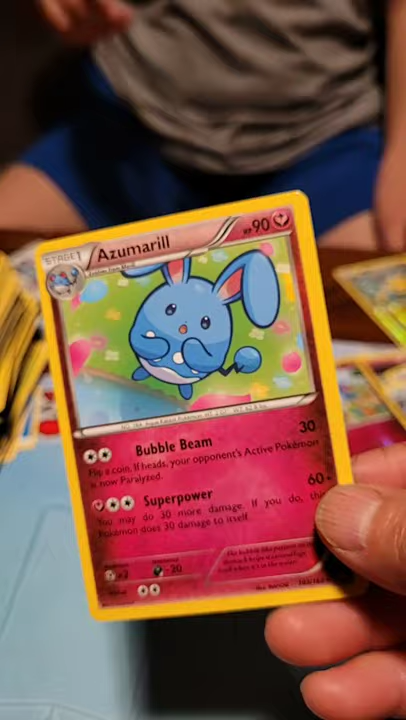 STAGE 1
Azumarill
HP 90
Evolves from Marill
Bubble Beam 30
Flip a coin. If heads, your opponent's Active Pokémon
is now Paralyzed.
Superpower 60+
You may do 30 more damage. If you do, this
Pokémon does 30 damage to itself.
×2
-20